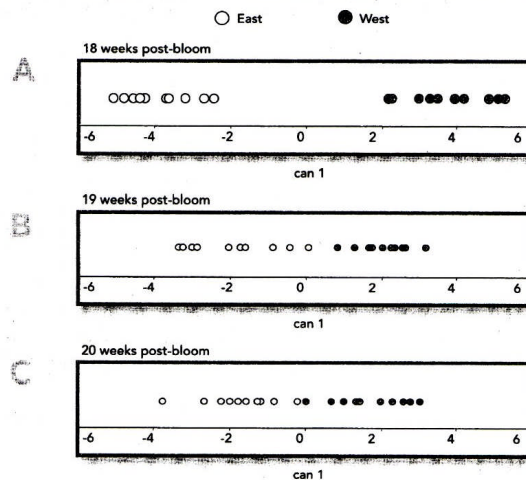 East West
A
18 weeks post-bloom
-6 -4 -2 0 2 4 6
can 1
B
19 weeks post-bloom
-6 -4 -2 0 2 4 6
can 1
C
20 weeks post-bloom
-6 -4 -2 0 2 4 6
can 1